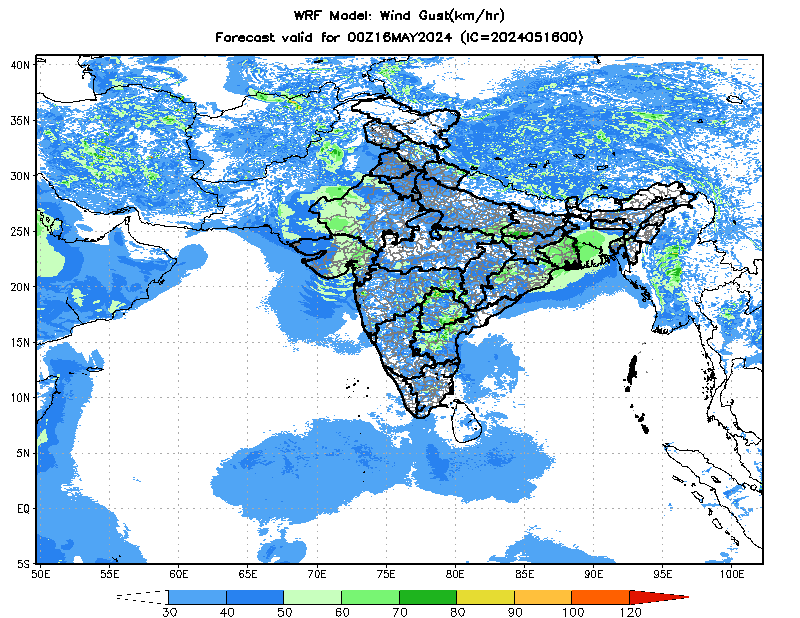 WRF Model: Wind Gust(km/hr)
Forecast valid for 00Z16MAY2024 (IC=2024051600)
40N
35N
30N
25N
20N
15N
10N
5N
EQ
5S
50E 55E 60E 65E 70E 75E 80E 85E 90E 95E 100E
30 40 50 60 70 80 90 100 120